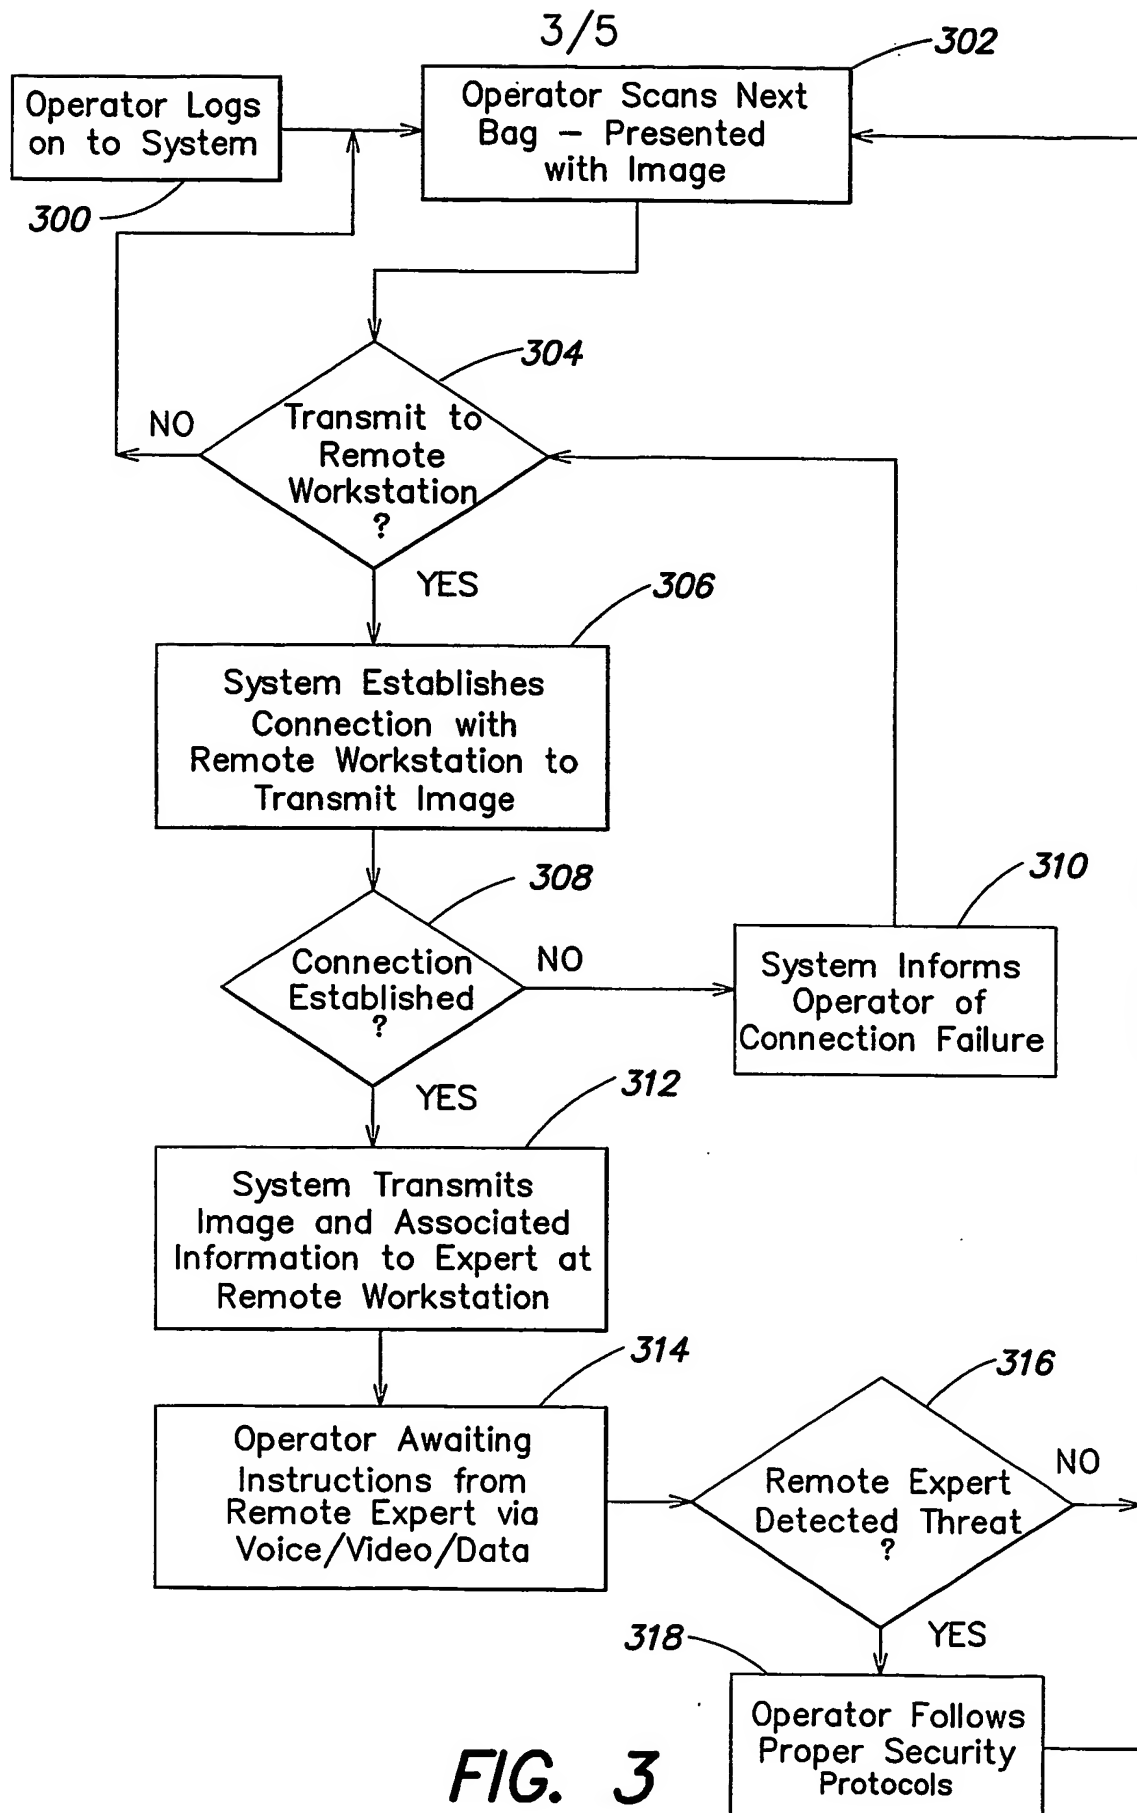 3/5
302
Operator Logs
on to System
300
Operator Scans Next
Bag – Presented
with Image
304
NO
Transmit to
Remote
Workstation
?
YES
306
System Establishes
Connection with
Remote Workstation to
Transmit Image
308
310
Connection
Established
?
NO
System Informs
Operator of
Connection Failure
YES
312
System Transmits
Image and Associated
Information to Expert at
Remote Workstation
314
316
Operator Awaiting
Instructions from
Remote Expert via
Voice/Video/Data
Remote Expert
Detected Threat
?
NO
YES
318
Operator Follows
Proper Security
Protocols
FIG. 3